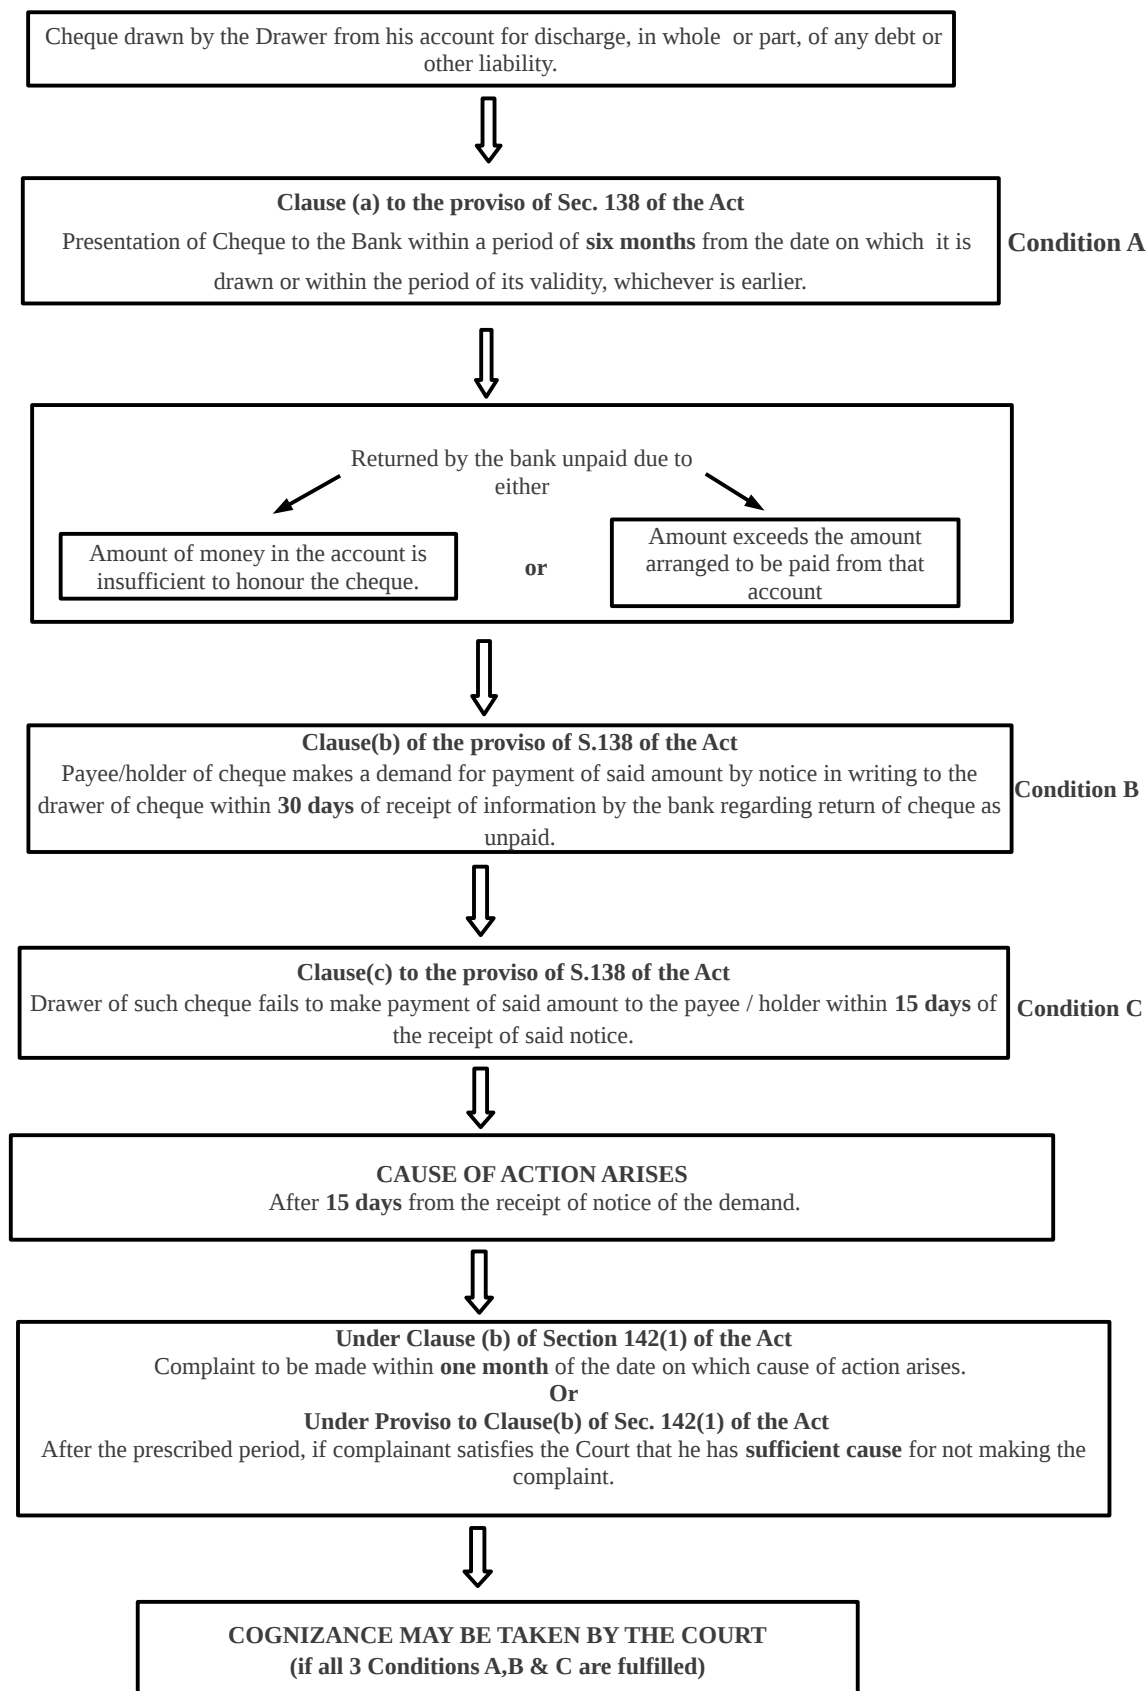 Cheque drawn by the Drawer from his account for discharge, in whole or part, of any debt or
other liability.
Clause (a) to the proviso of Sec. 138 of the Act
Presentation of Cheque to the Bank within a period of six months from the date on which it is
drawn or within the period of its validity, whichever is earlier.
Condition A
Returned by the bank unpaid due to
either
Amount of money in the account is
insufficient to honour the cheque.
or
Amount exceeds the amount
arranged to be paid from that
account
Clause(b) of the proviso of S.138 of the Act
Payee/holder of cheque makes a demand for payment of said amount by notice in writing to the
drawer of cheque within 30 days of receipt of information by the bank regarding return of cheque as
unpaid.
Condition B
Clause(c) to the proviso of S.138 of the Act
Drawer of such cheque fails to make payment of said amount to the payee / holder within 15 days of
the receipt of said notice.
Condition C
CAUSE OF ACTION ARISES
After 15 days from the receipt of notice of the demand.
Under Clause (b) of Section 142(1) of the Act
Complaint to be made within one month of the date on which cause of action arises.
Or
Under Proviso to Clause(b) of Sec. 142(1) of the Act
After the prescribed period, if complainant satisfies the Court that he has sufficient cause for not making the
complaint.
COGNIZANCE MAY BE TAKEN BY THE COURT
(if all 3 Conditions A,B & C are fulfilled)